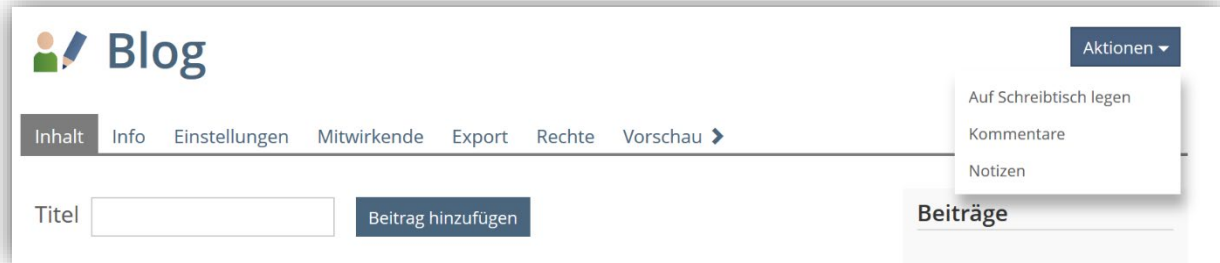 Blog
Aktionen
Auf Schreibtisch legen
Kommentare
Notizen
Inhalt Info Einstellungen Mitwirkende Export Rechte Vorschau
Titel Beitrag hinzufügen
Beiträge